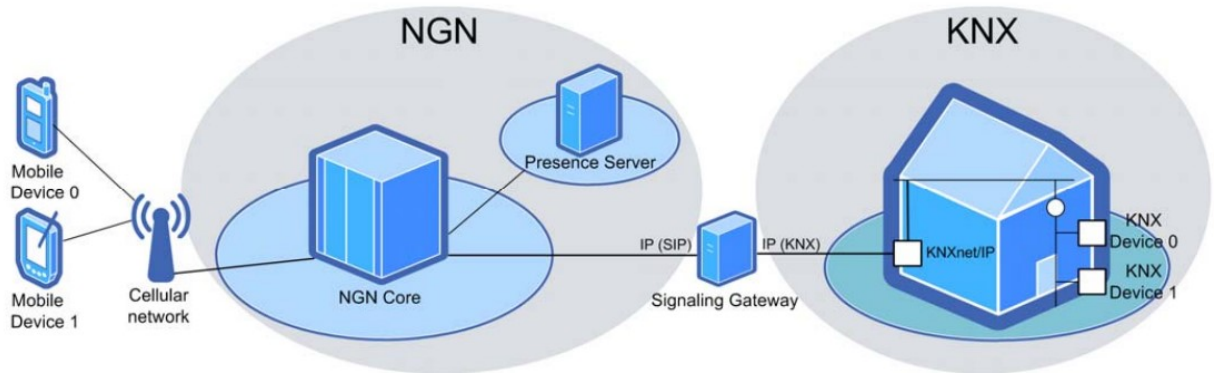 NGN
KNX
Mobile
Device 0
Presence Server
Mobile
Device 1
Cellular
network
NGN Core
IP (SIP)
IP (KNX)
Signaling Gateway
KNXnet/IP
KNX
Device 0
KNX
Device 1